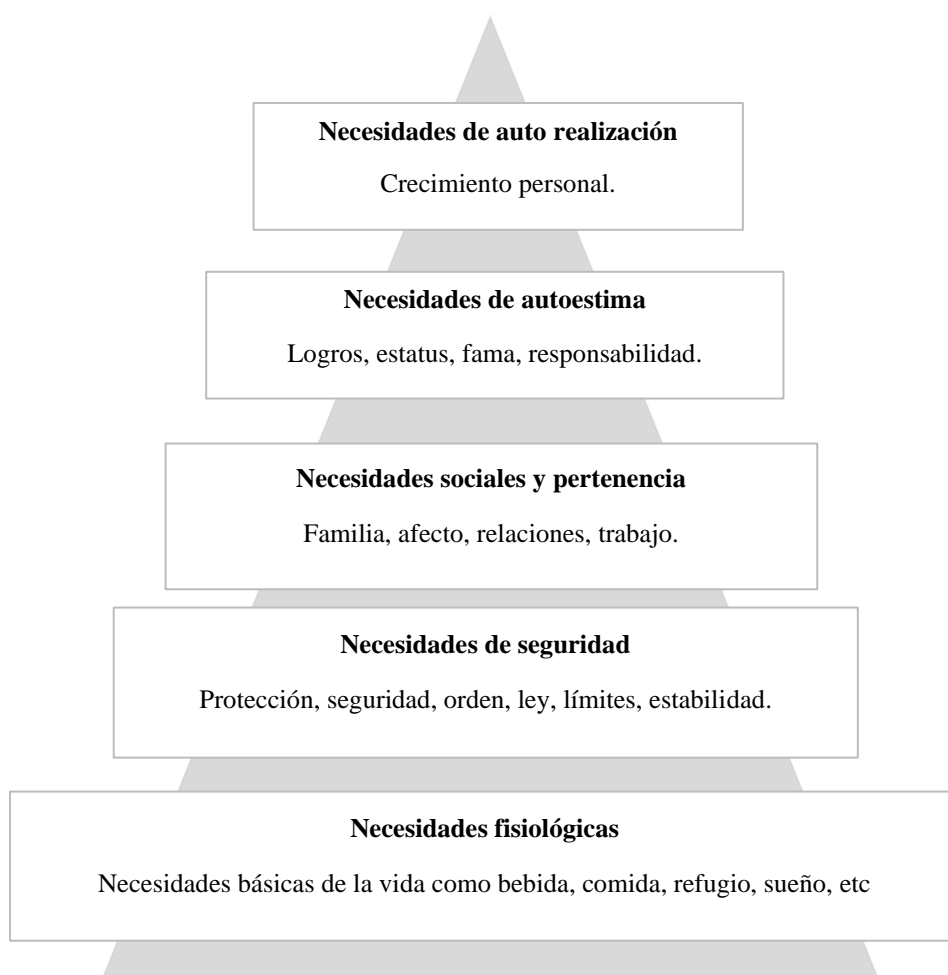 Necesidades de auto realización
Crecimiento personal.
Necesidades de autoestima
Logros, estatus, fama, responsabilidad.
Necesidades sociales y pertenencia
Familia, afecto, relaciones, trabajo.
Necesidades de seguridad
Protección, seguridad, orden, ley, límites, estabilidad.
Necesidades fisiológicas
Necesidades básicas de la vida como bebida, comida, refugio, sueño, etc